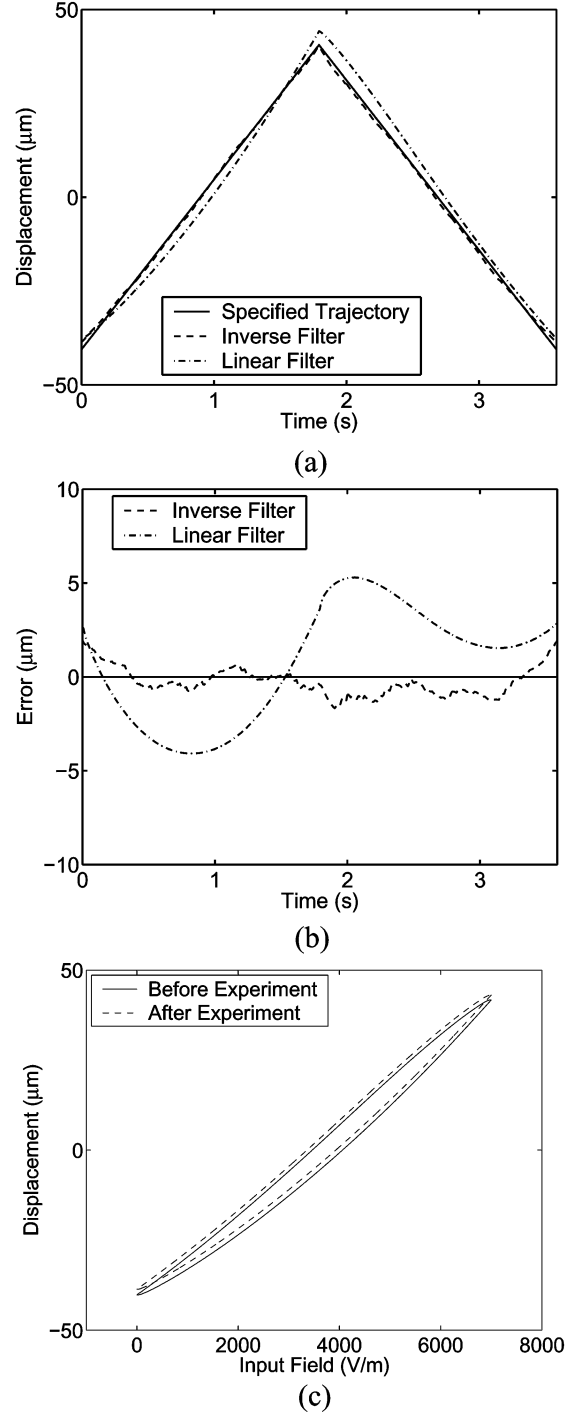 50
0
−50
Displacement (μm)
Specified Trajectory
Inverse Filter
Linear Filter
0
1
2
3
Time (s)
(a)
10
5
0
−5
−10
Error (μm)
Inverse Filter
Linear Filter
0
1
2
3
Time (s)
(b)
50
0
−50
Displacement (μm)
Before Experiment
After Experiment
0
2000
4000
6000
8000
Input Field (V/m)
(c)